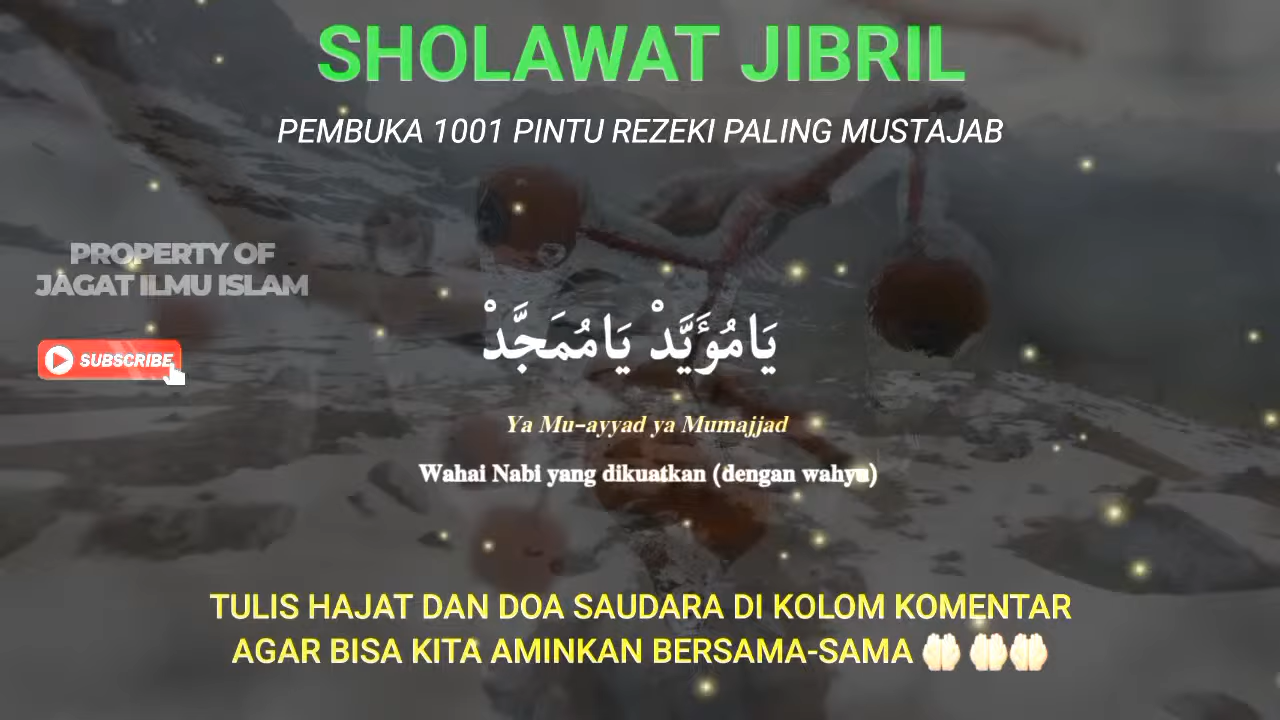 SHOLAWAT JIBRIL
PEMBUKA 1001 PINTU REZEKI PALING MUSTAJAB
PROPERTY OF
JAGAT ILMU ISLAM
SUBSCRIBE
يَامُؤَيَّدْ يَامُمَجَّدْ
Ya Mu-ayyad ya Mumajjad
Wahai Nabi yang dikuatkan (dengan wahyu)
TULIS HAJAT DAN DOA SAUDARA DI KOLOM KOMENTAR
AGAR BISA KITA AMINKAN BERSAMA-SAMA 🤲🏻 🤲🏻🤲🏻